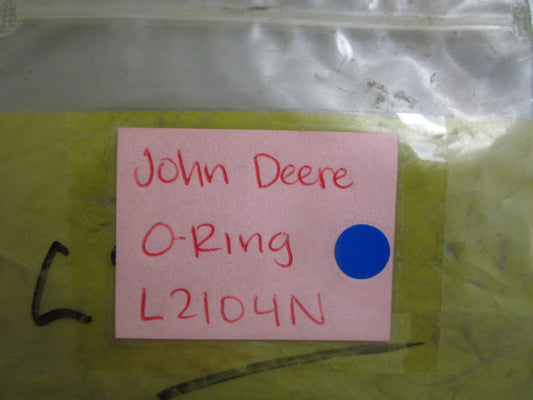 John Deere
O-Ring
L2104N